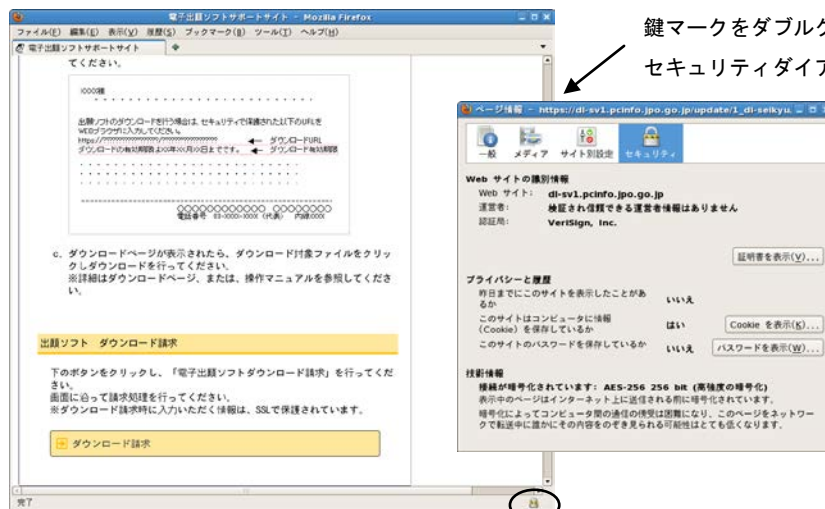 鍵マークをダブルク
セキュリティダイア
電子出願ソフトサポートサイト - Mozilla Firefox
ファイル(F) 編集(E) 表示(V) 履歴(S) ブックマーク(B) ツール(T) ヘルプ(H)
電子出願ソフトサポートサイト
てください。
○○○○様
出願ソフトのダウンロードを行う場合は、セキュリティで保護された以下のURLを
WEBブラウザに入力してください。
ダウンロードURL
ダウンロードの有効期限は××年××月××日までです。 ダウンロード有効期限
電話番号 03-××××-×××× (代表) 内線××××
c. ダウンロードページが表示されたら、ダウンロード対象ファイルをクリッ
クしダウンロードを行ってください。
※詳細はダウンロードページ、または、操作マニュアルを参照してくださ
い。
出願ソフト ダウンロード請求
下のボタンをクリックし、「電子出願ソフトダウンロード請求」を行ってくだ
さい。
画面に沿って請求処理を行ってください。
※ダウンロード請求時に入力いただく情報は、SSLで保護されています。
ダウンロード請求
完了
ページ情報 - https://dl-sv1.pcinfo.jpo.go.jp/update/1_dl-seikyu.
一般 メディア サイト別設定 セキュリティ
Web サイトの識別情報
Web サイト: dl-sv1.pcinfo.jpo.go.jp
運営者: 検証され信頼できる運営者情報はありません
認証局: VeriSign, Inc.
証明書を表示(V)...
プライバシーと履歴
昨日までにこのサイトを表示したことがあ
るか いいえ
このサイトはコンピュータに情報
(Cookie) を保存しているか はい Cookie を表示(K)...
このサイトのパスワードを保存しているか いいえ パスワードを表示(W)...
技術情報
接続が暗号化されています: AES-256 256 bit (高強度の暗号化)
表示中のページはインターネット上に送信される前に暗号化されています。
暗号化によってコンピュータ間の通信の傍受は困難になり、このページをネットワー
クで転送中に誰かにその内容をのぞき見られる可能性はとても低くなります。